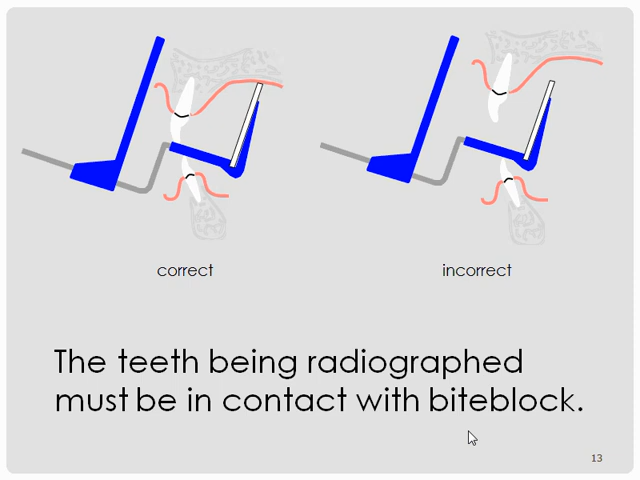 correct
incorrect
The teeth being radiographed
must be in contact with biteblock.
13